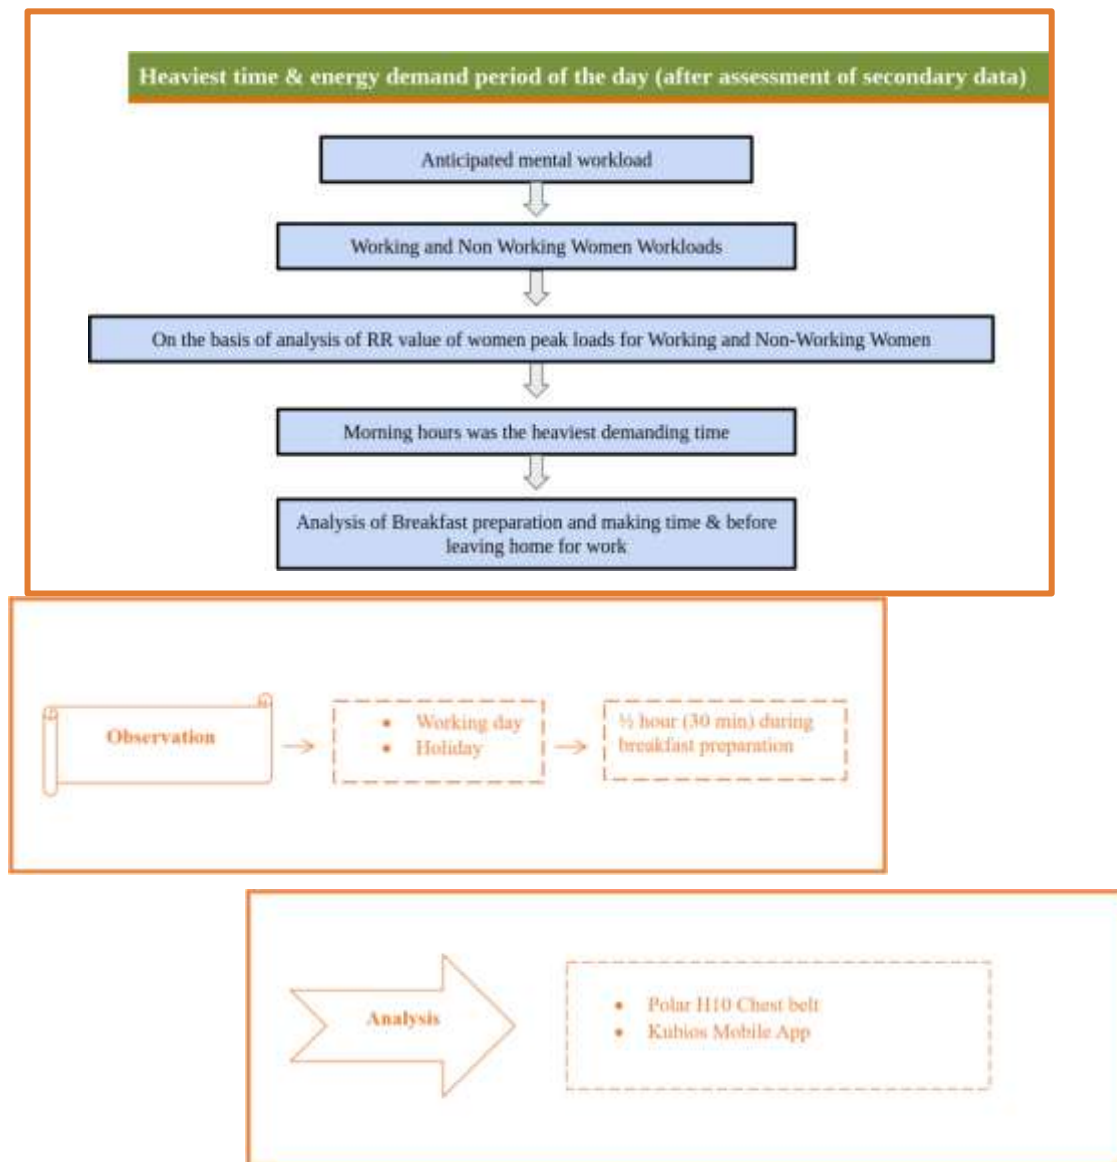 Heaviest time & energy demand period of the day (after assessment of secondary data)
Anticipated mental workload
Working and Non Working Women Workloads
On the basis of analysis of RR value of women peak loads for Working and Non-Working Women
Morning hours was the heaviest demanding time
Analysis of Breakfast preparation and making time & before
leaving home for work
Observation
• Working day
• Holiday
½ hour (30 min) during
breakfast preparation
Analysis
• Polar H10 Chest belt
• Kubios Mobile App